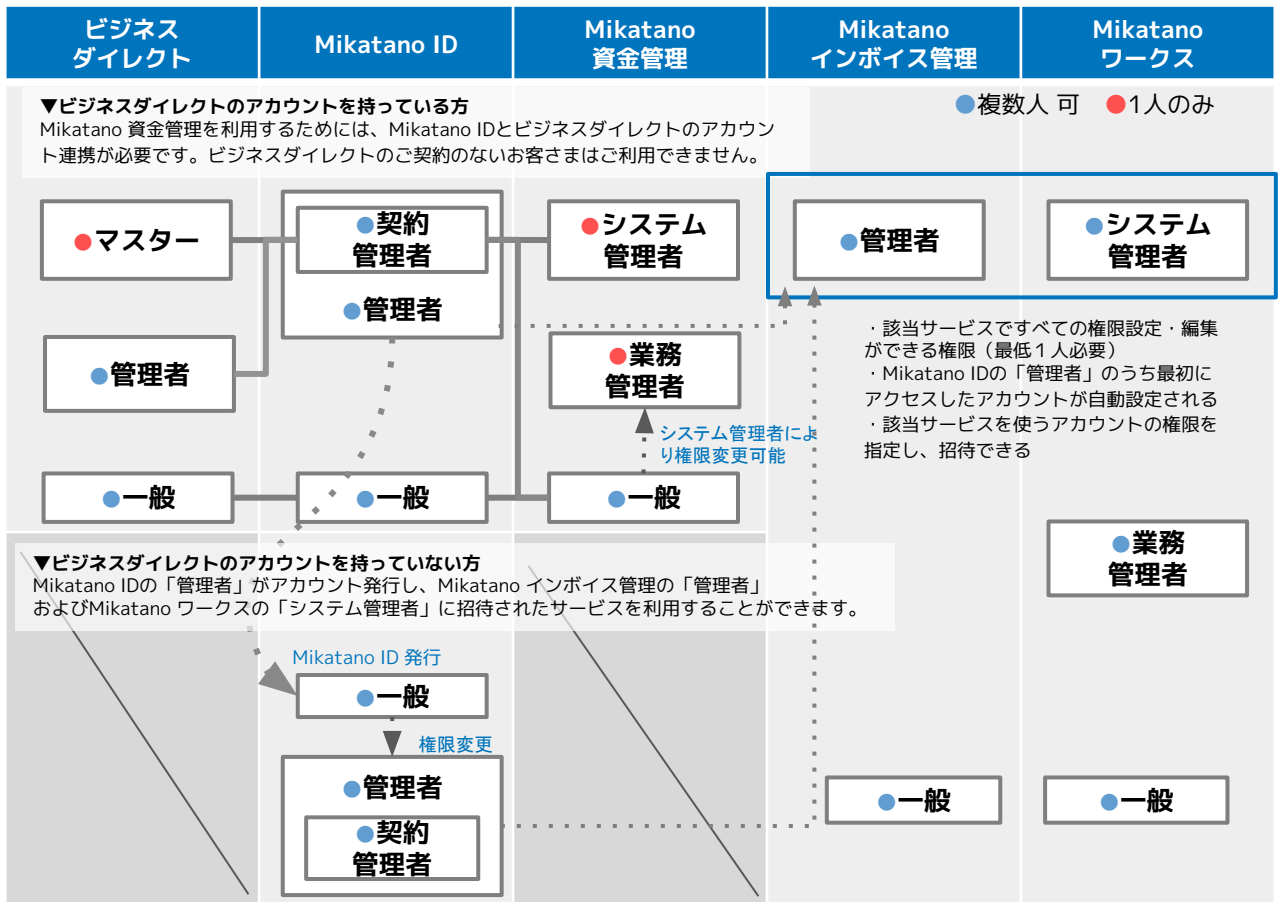 ビジネス
ダイレクト
Mikatano ID
Mikatano
資金管理
Mikatano
インボイス管理
Mikatano
ワークス
▼ビジネスダイレクトのアカウントを持っている方
Mikatano 資金管理を利用するためには、Mikatano IDとビジネスダイレクトのアカウン
ト連携が必要です。ビジネスダイレクトのご契約のないお客さまはご利用できません。
●複数人 可 ●1人のみ
●マスター
●契約
管理者
●管理者
●システム
管理者
●管理者
●システム
管理者
●管理者
●業務
管理者
システム管理者によ
り権限変更可能
・該当サービスですべての権限設定・編集
ができる権限（最低１人必要）
・Mikatano IDの「管理者」のうち最初に
アクセスしたアカウントが自動設定される
・該当サービスを使うアカウントの権限を
指定し、招待できる
●一般
●一般
●一般
●業務
管理者
▼ビジネスダイレクトのアカウントを持っていない方
Mikatano IDの「管理者」がアカウント発行し、Mikatano インボイス管理の「管理者」
およびMikatano ワークスの「システム管理者」に招待されたサービスを利用することができます。
Mikatano ID 発行
●一般
権限変更
●管理者
●契約
管理者
●一般
●一般